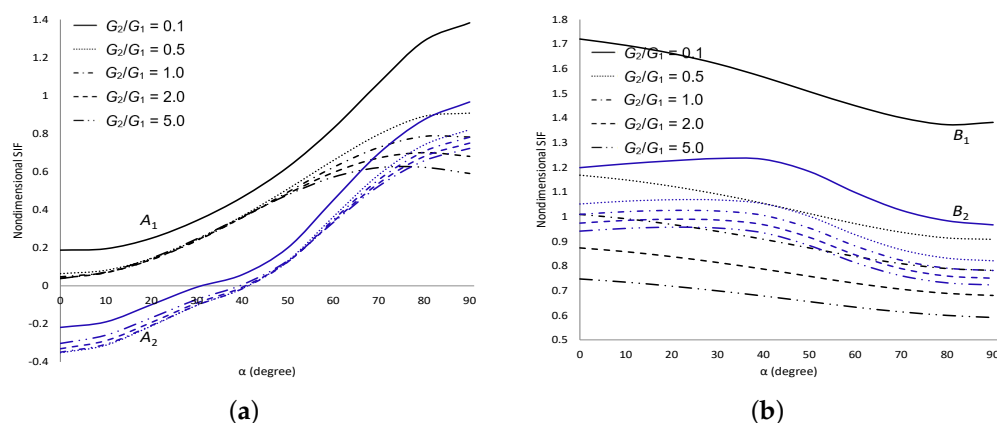 Nondimensional SIF
1.4
1.2
1
0.8
0.6
0.4
0.2
0
-0.2
-0.4
G2/G1 = 0.1
G2/G1 = 0.5
G2/G1 = 1.0
G2/G1 = 2.0
G2/G1 = 5.0
A1
A2
0 10 20 30 40 50 60 70 80 90
α (degree)
(a)
Nondimensional SIF
1.9
1.8
1.7
1.6
1.5
1.4
1.3
1.2
1.1
1
0.9
0.8
0.7
0.6
0.5
G2/G1 = 0.1
G2/G1 = 0.5
G2/G1 = 1.0
G2/G1 = 2.0
G2/G1 = 5.0
B1
B2
0 10 20 30 40 50 60 70 80 90
α (degree)
(b)